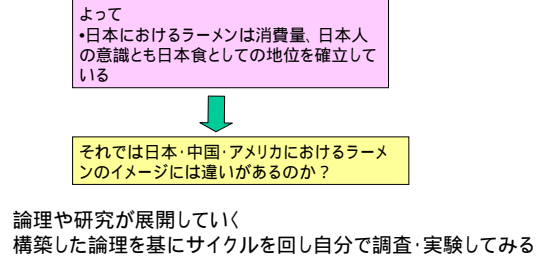 よって
•日本におけるラーメンは消費量、日本人
の意識とも日本食としての地位を確立して
いる
それでは日本・中国・アメリカにおけるラーメ
ンのイメージには違いがあるのか？
論理や研究が展開していく
構築した論理を基にサイクルを回し自分で調査・実験してみる